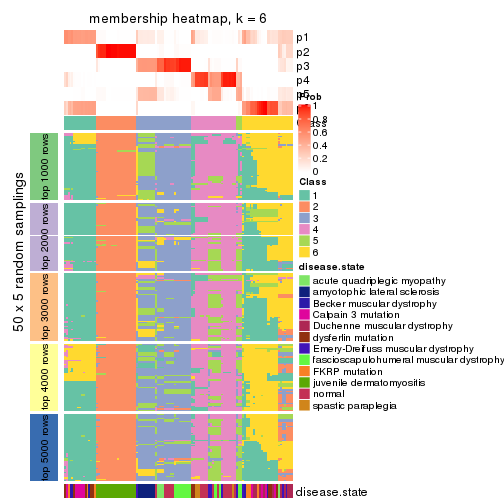 membership heatmap, k = 6
p1
p2
p3
p4
Prob
1
0.8
0.6
0.4
0.2
0
Class
1
2
3
4
5
6
disease.state
acute quadriplegic myopathy
amyotophic lateral sclerosis
Becker muscular dystrophy
Calpain 3 mutation
Duchenne muscular dystrophy
dysferlin mutation
Emery-Dreifuss muscular dystrophy
fascioscapulohumeral muscular dystrophy
FKRP mutation
juvenile dermatomyositis
normal
spastic paraplegia
50 x 5 random samplings
top 1000 rows
top 2000 rows
top 3000 rows
top 4000 rows
top 5000 rows
disease.state